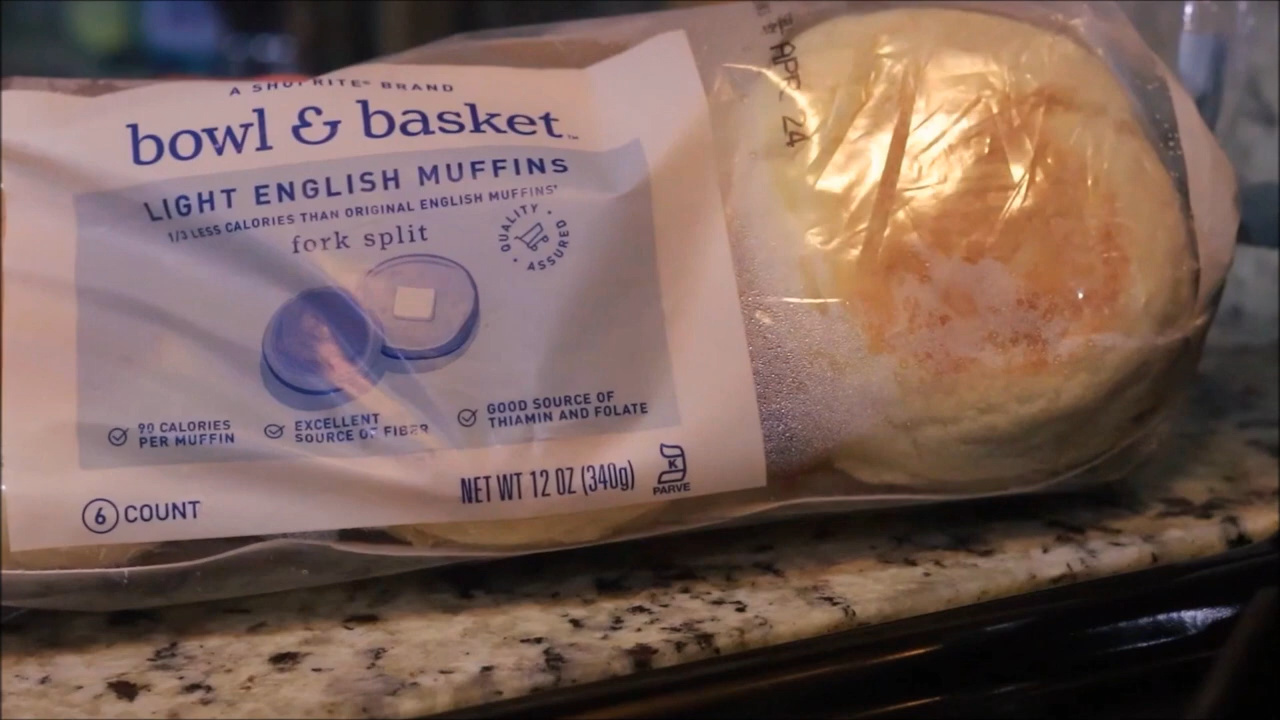 A SHOPRITE® BRAND
bowl & basket™
LIGHT ENGLISH MUFFINS
1/3 LESS CALORIES THAN ORIGINAL ENGLISH MUFFINS*
fork split
QUALITY
ASSURED
90 CALORIES
PER MUFFIN
EXCELLENT
SOURCE OF FIBER
GOOD SOURCE OF
THIAMIN AND FOLATE
6 COUNT
NET WT 12 OZ (340g)
K
PARVE
APR 24